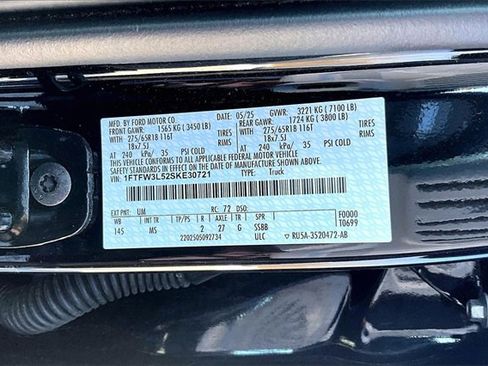 MFD. BY FORD MOTOR CO. DATE: 05/25 GVWR: 3221 KG ( 7100 LB)
FRONT GAWR: 1565 KG ( 3450 LB) REAR GAWR: 1724 KG ( 3800 LB)
275/65R18 116T TIRES 275/65R18 116T TIRES
18x7.5J RIMS 18x7.5J RIMS
AT 240 kPa/ 35 PSI COLD AT 240 kPa/ 35 PSI COLD
THIS VEHICLE CONFORMS TO ALL APPLICABLE FEDERAL MOTOR VEHICLE
SAFETY STANDARDS IN EFFECT ON THE DATE OF MANUFACTURE SHOWN ABOVE.
VIN: 1FTFW3L52SKE30721 TYPE: Truck
EXT PNT: UM RC: 72 DSO:
WB INT TR TP/PS R AXLE TR SPR F0000
145 MS 2 27 G SSBB T0699
2202505092734 ULC RU5A-3520472-AB